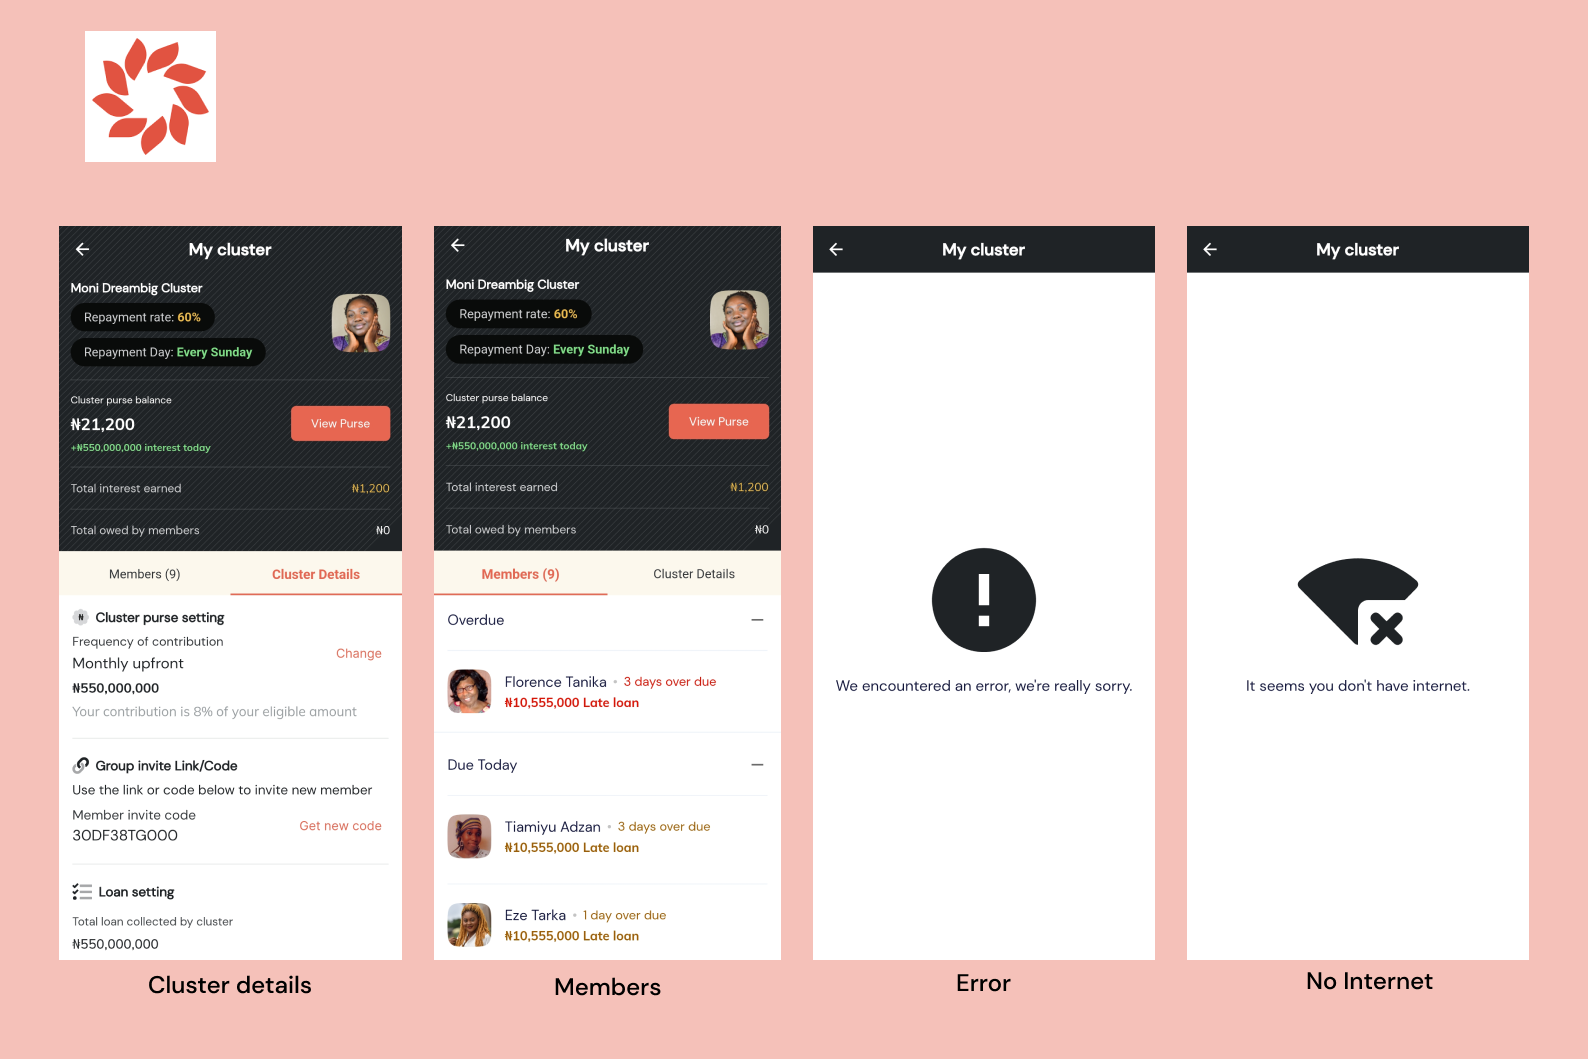 My cluster
Moni Dreambig Cluster
Repayment rate: 60%
Repayment Day: Every Sunday
Cluster purse balance
₦21,200
View Purse
+₦550,000,000 interest today
Total interest earned ₦1,200
Total owed by members ₦0
Members (9) Cluster Details
Cluster purse setting
Frequency of contribution
Monthly upfront
Change
₦550,000,000
Your contribution is 8% of your eligible amount
Group invite Link/Code
Use the link or code below to invite new member
Member invite code
30DF38TG000
Get new code
Loan setting
Total loan collected by cluster
₦550,000,000
Cluster details
My cluster
Moni Dreambig Cluster
Repayment rate: 60%
Repayment Day: Every Sunday
Cluster purse balance
₦21,200
View Purse
+₦550,000,000 interest today
Total interest earned ₦1,200
Total owed by members ₦0
Members (9) Cluster Details
Overdue
Florence Tanika • 3 days over due
₦10,555,000 Late loan
Due Today
Tiamiyu Adzan • 3 days over due
₦10,555,000 Late loan
Eze Tarka • 1 day over due
₦10,555,000 Late loan
Members
My cluster
We encountered an error, we're really sorry.
Error
My cluster
It seems you don't have internet.
No Internet